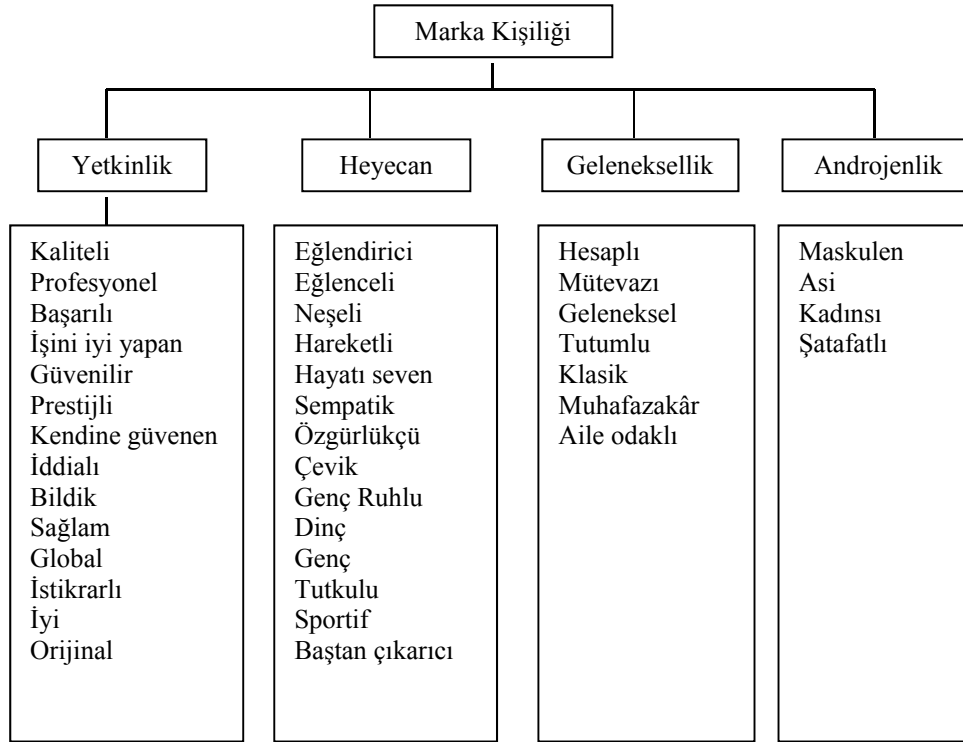 Marka Kişiliği
Yetkinlik
Heyecan
Geleneksellik
Androjenlik
Kaliteli
Profesyonel
Başarılı
İşini iyi yapan
Güvenilir
Prestijli
Kendine güvenen
İddialı
Bildik
Sağlam
Global
İstikrarlı
İyi
Orijinal
Eğlendirici
Eğlenceli
Neşeli
Hareketli
Hayatı seven
Sempatik
Özgürlükçü
Çevik
Genç Ruhlu
Dinç
Genç
Tutkulu
Sportif
Baştan çıkarıcı
Hesaplı
Mütevazı
Geleneksel
Tutumlu
Klasik
Muhafazakâr
Aile odaklı
Maskulen
Asi
Kadınsı
Şatafatlı